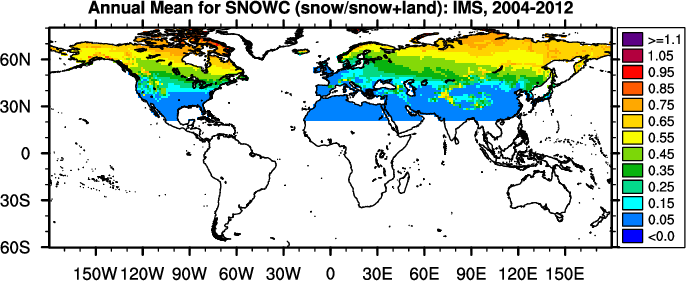 Annual Mean for SNOWC (snow/snow+land): IMS, 2004-2012
60N
30N
0
30S
60S
150W 120W 90W 60W 30W 0 30E 60E 90E 120E 150E
>=1.1
1.05
0.95
0.85
0.75
0.65
0.55
0.45
0.35
0.25
0.15
0.05
<0.0